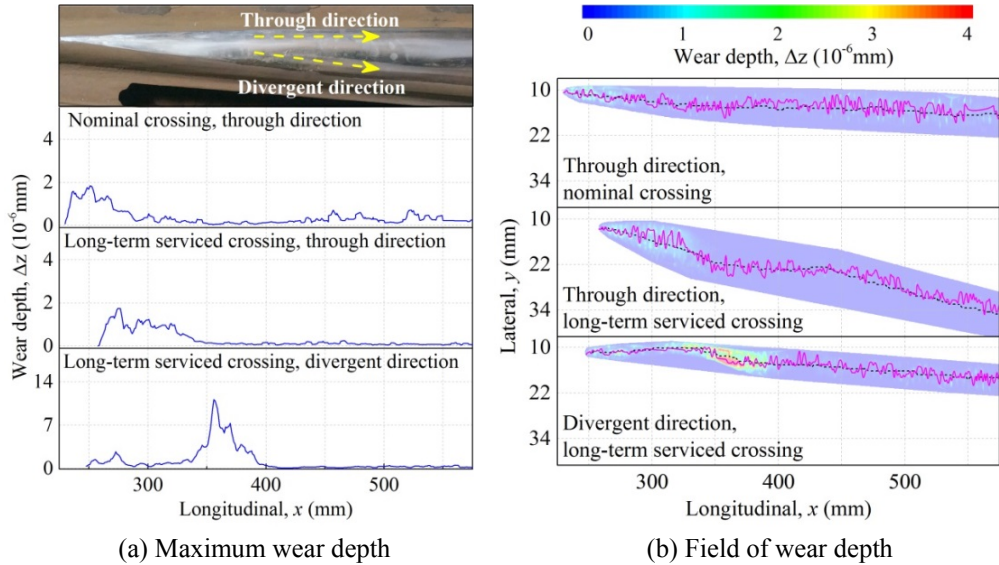 Through direction
Divergent direction
Nominal crossing, through direction
4
2
0
Long-term serviced crossing, through direction
4
2
0
Long-term serviced crossing, divergent direction
14
7
0
Wear depth, Δz (10⁻⁶mm)
300 400 500
Longitudinal, x (mm)
(a) Maximum wear depth
0 1 2 3 4
Wear depth, Δz (10⁻⁶mm)
10
22
34
Through direction,
nominal crossing
10
22
34
Through direction,
long-term serviced crossing
10
22
34
Divergent direction,
long-term serviced crossing
Lateral, y (mm)
300 400 500
Longitudinal, x (mm)
(b) Field of wear depth